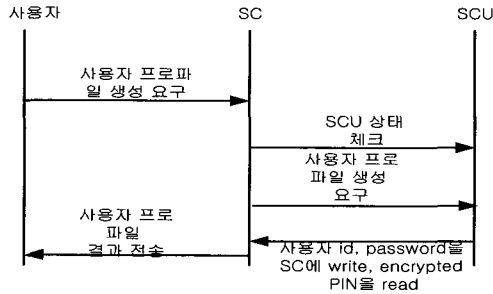 사용자
SC
SCU
사용자 프로파
일 생성 요구
SCU 상태
체크
사용자 프로
파일 생성
요구
사용자 프로
파일
결과 전송
사용자 id, password을
SC에 write, encrypted
PIN을 read